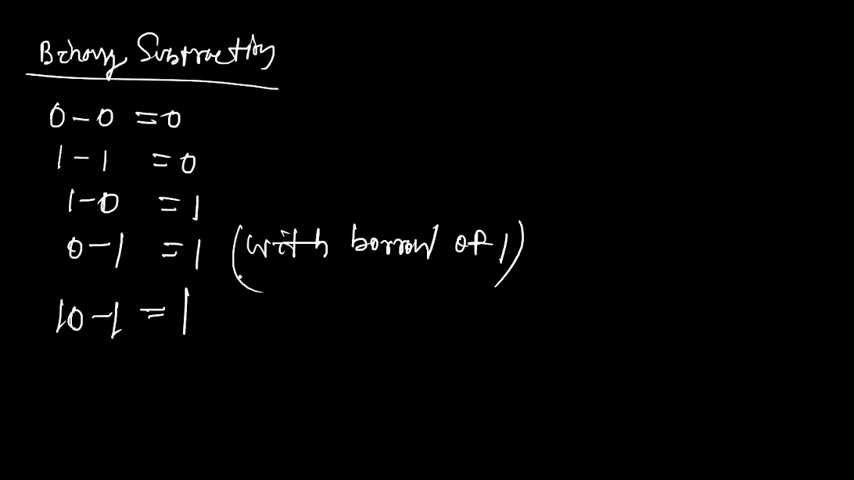 Binary Subtraction
0 - 0 = 0
1 - 1 = 0
1 - 0 = 1
0 - 1 = 1 (with borrow of 1)
10 - 1 = 1